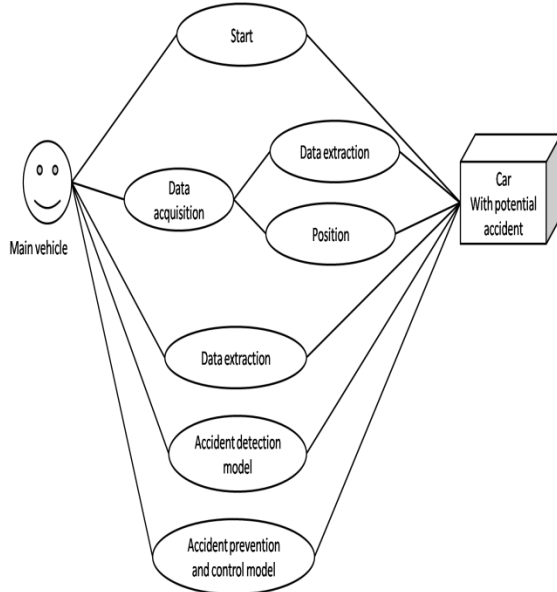 Start
Data extraction
Car
With potential
accident
Data
acquisition
Position
Main vehicle
Data extraction
Accident detection
model
Accident prevention
and control model